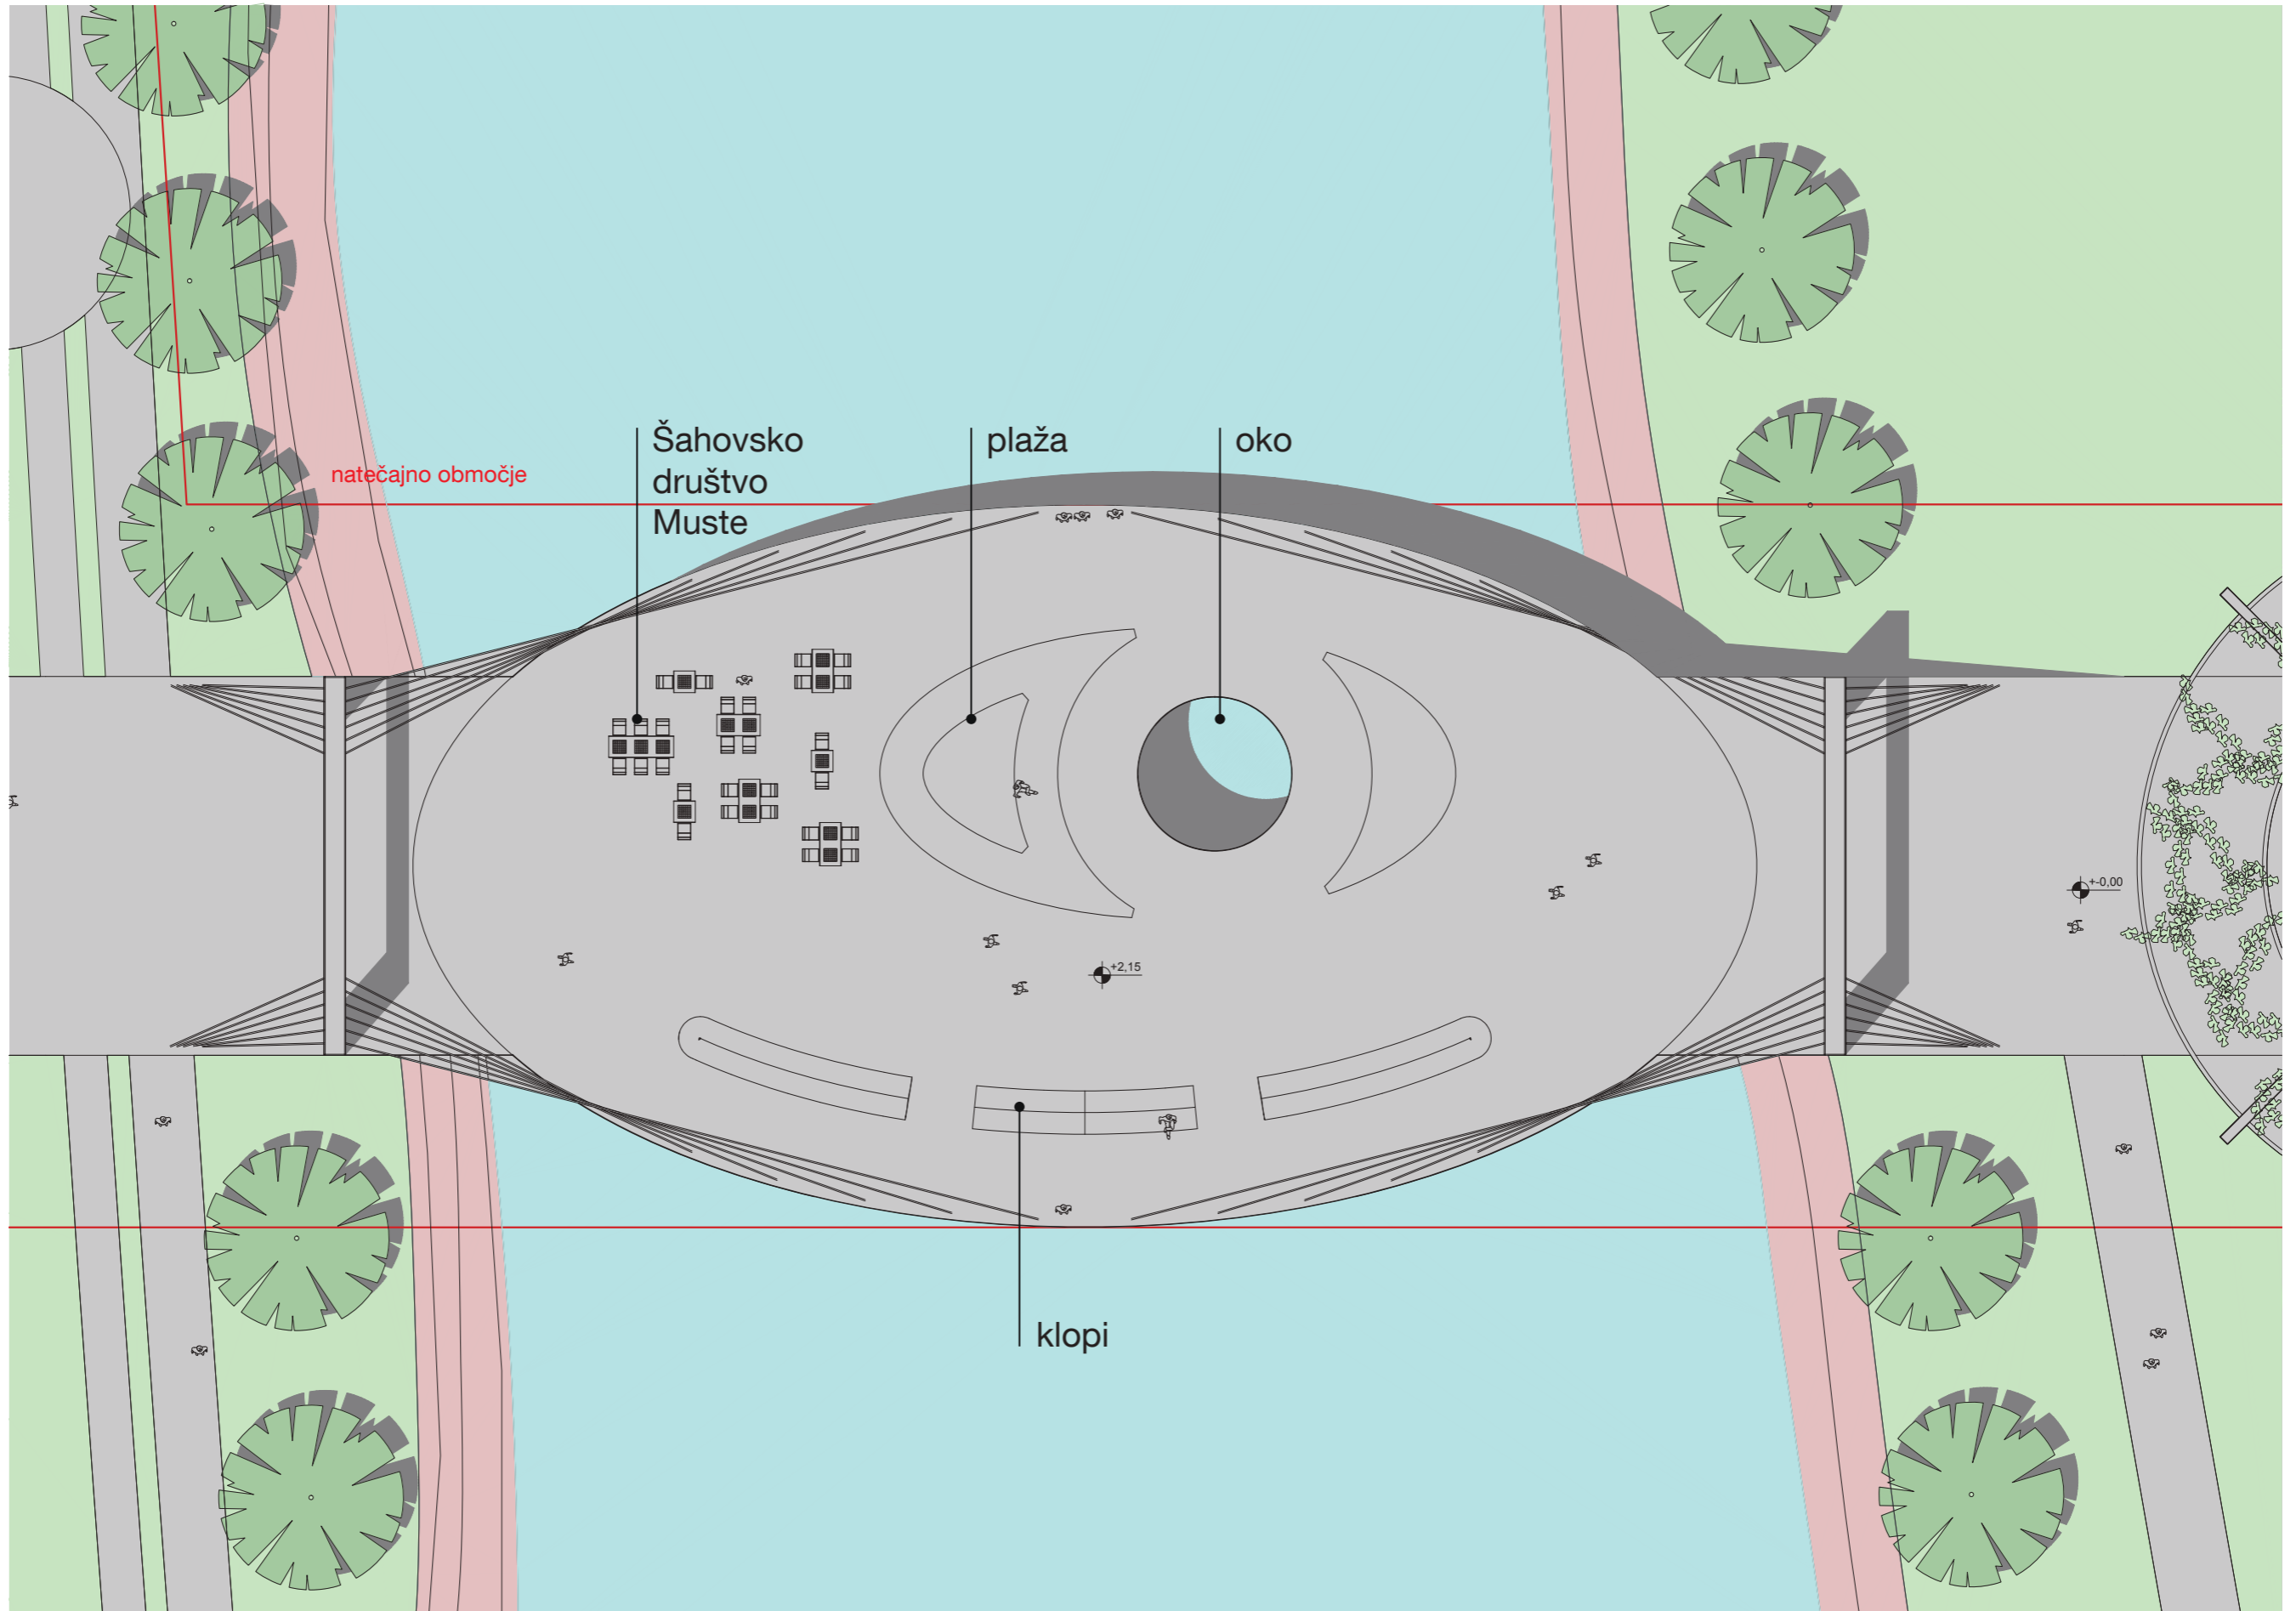 Šahovsko
društvo
Muste
plaža
oko
natečajno območje
+-0,00
+2,15
klopi